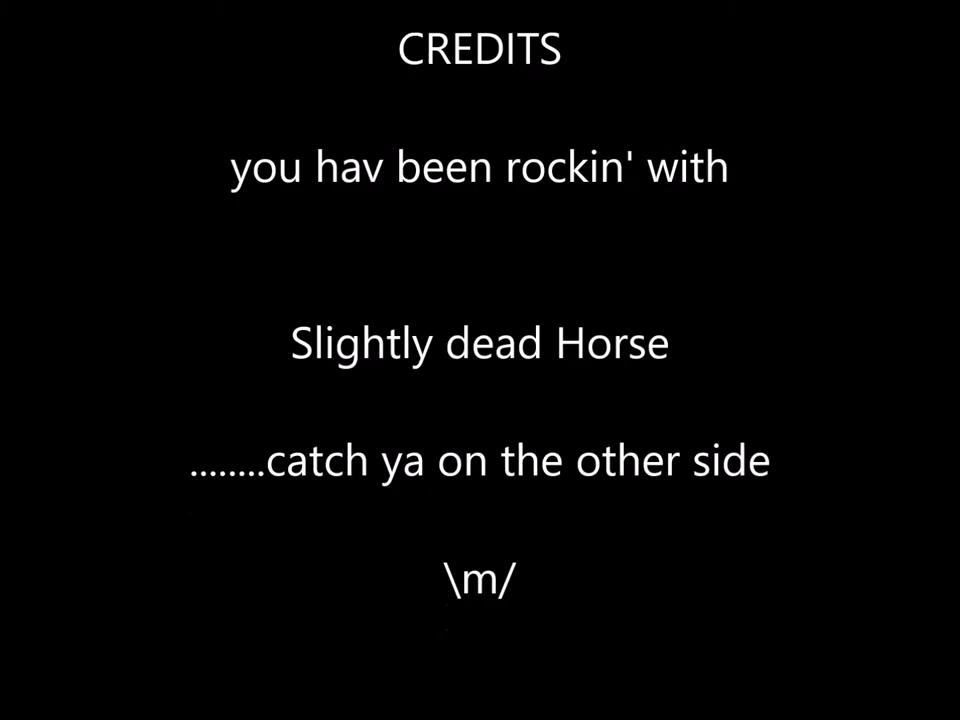 CREDITS
you hav been rockin' with
Slightly dead Horse
........catch ya on the other side
\m/